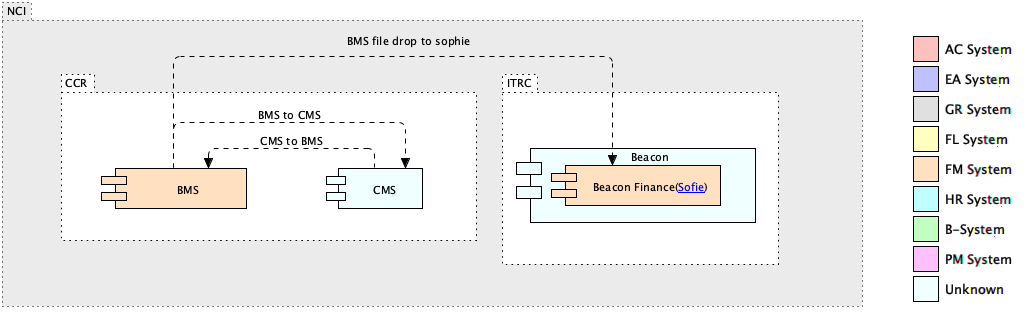 NCI
BMS file drop to sophie
CCR
ITRC
BMS to CMS
CMS to BMS
BMS
CMS
Beacon
Beacon Finance(Sofie)
AC System
EA System
GR System
FL System
FM System
HR System
B-System
PM System
Unknown